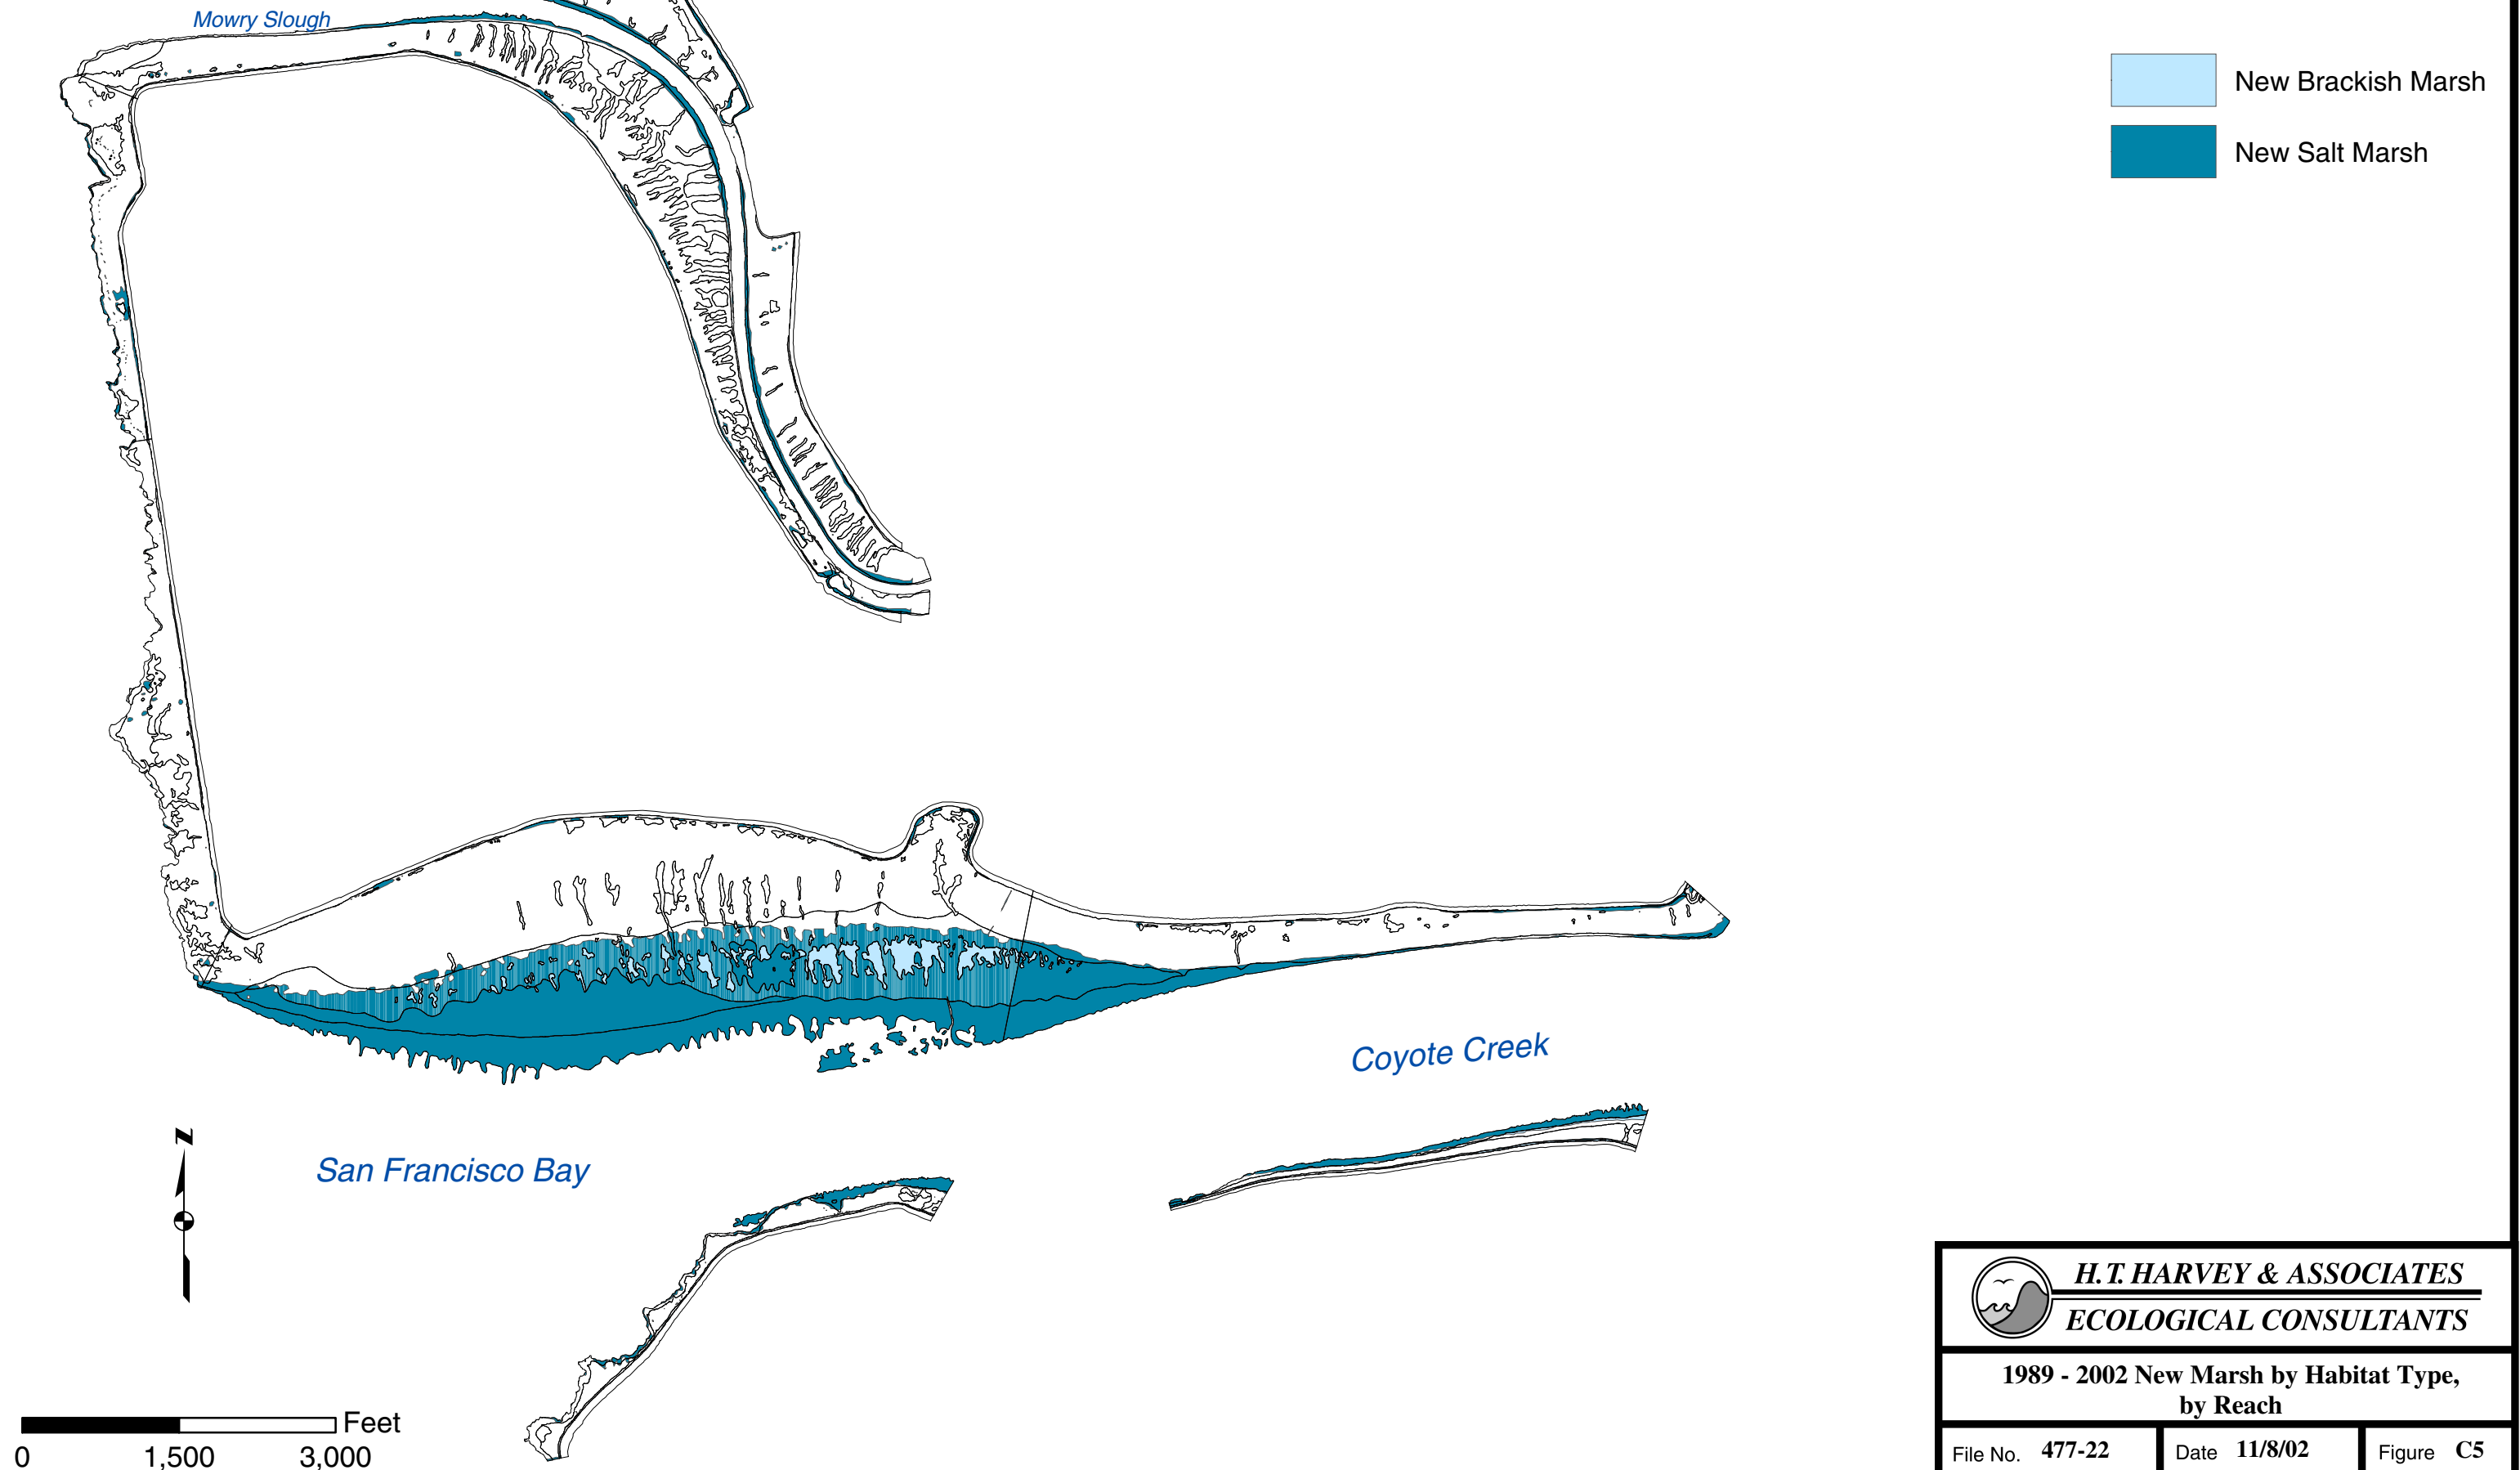 Mowry Slough
New Brackish Marsh
New Salt Marsh
Coyote Creek
z
San Francisco Bay
Feet
0 1,500 3,000
H.T. HARVEY & ASSOCIATES
ECOLOGICAL CONSULTANTS
1989 - 2002 New Marsh by Habitat Type,
by Reach
File No. 477-22 Date 11/8/02 Figure C5